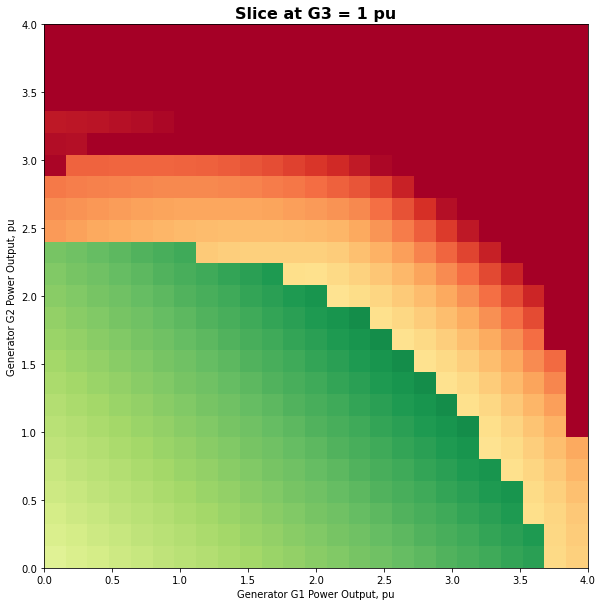 Slice at G3 = 1 pu
Generator G2 Power Output, pu
4.0
3.5
3.0
2.5
2.0
1.5
1.0
0.5
0.0
0.0 0.5 1.0 1.5 2.0 2.5 3.0 3.5 4.0
Generator G1 Power Output, pu